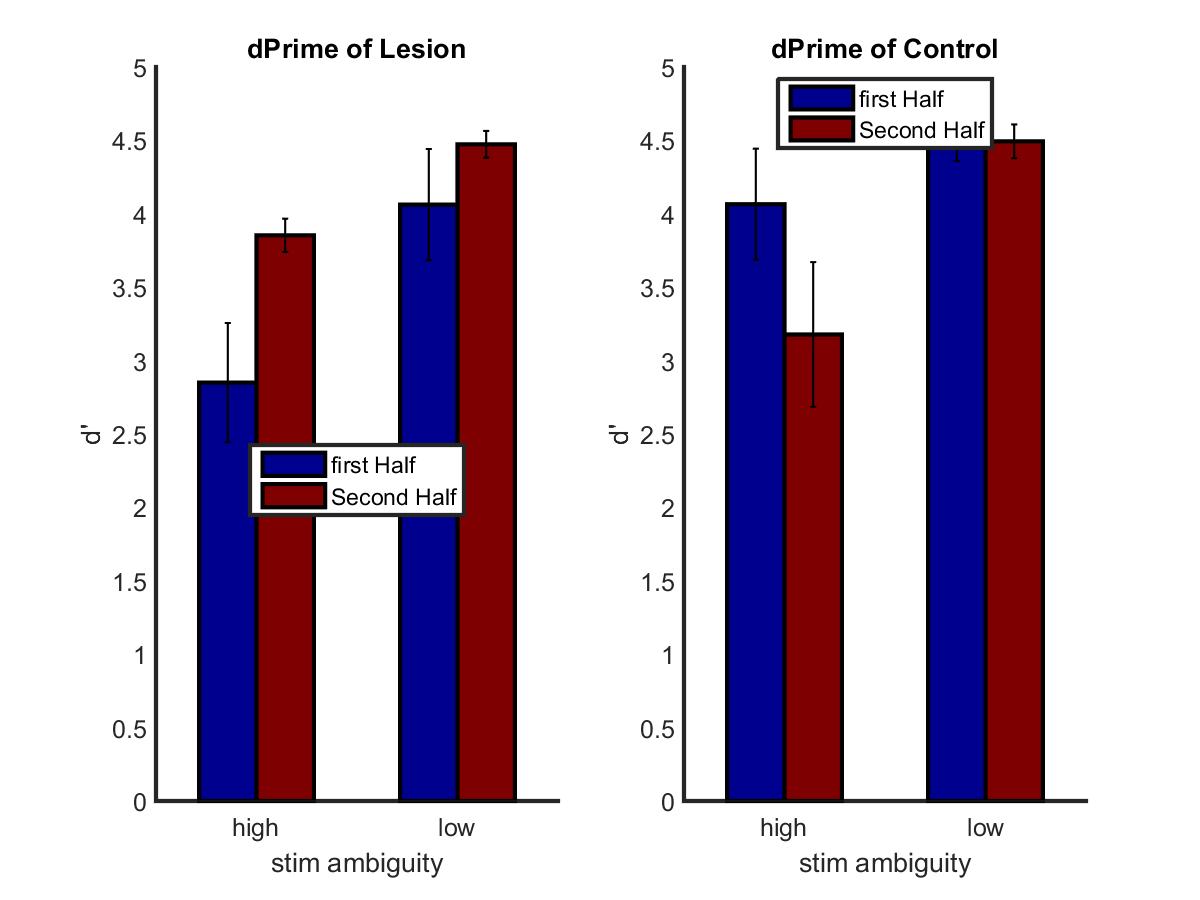 dPrime of Lesion
5
4.5
4
3.5
3
2.5
2
1.5
1
0.5
0
d'
first Half
Second Half
high
low
stim ambiguity
dPrime of Control
5
4.5
4
3.5
3
2.5
2
1.5
1
0.5
0
d'
first Half
Second Half
high
low
stim ambiguity